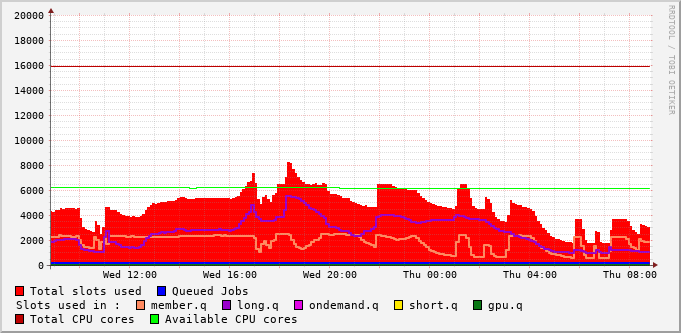 20000
18000
16000
14000
12000
10000
8000
6000
4000
2000
0
Wed 12:00 Wed 16:00 Wed 20:00 Thu 00:00 Thu 04:00 Thu 08:00
RRDTOOL / TOBI OETIKER
Total slots used Queued Jobs
Slots used in : member.q long.q ondemand.q short.q gpu.q
Total CPU cores Available CPU cores